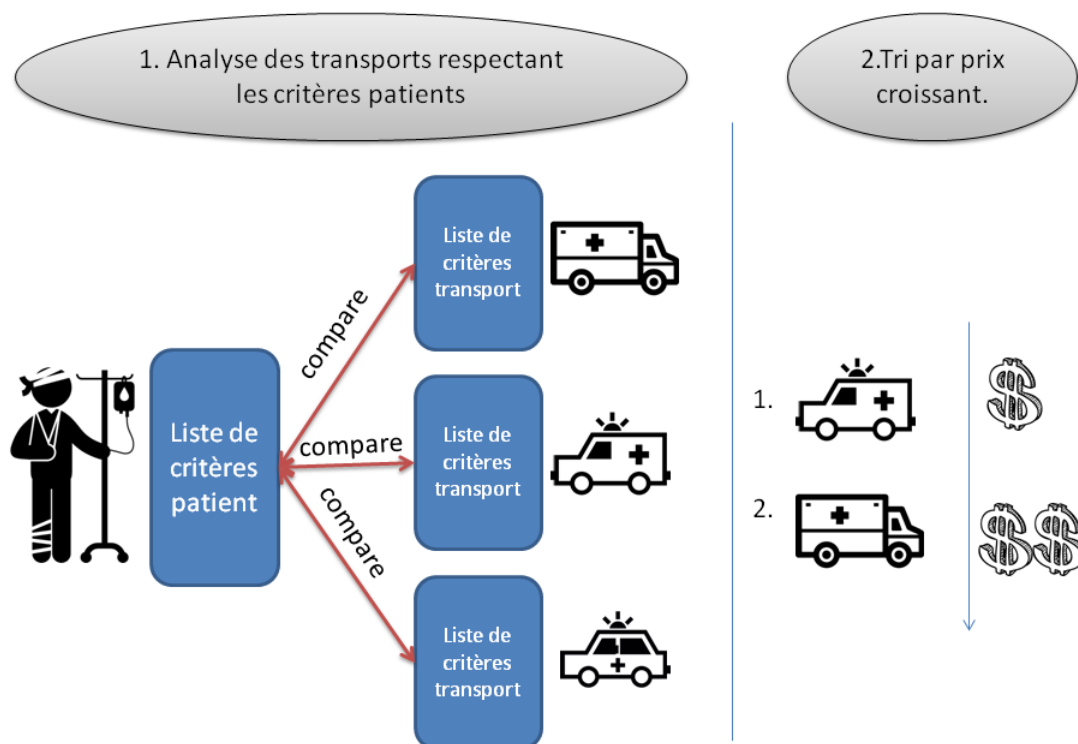 1. Analyse des transports respectant
les critères patients
2.Tri par prix
croissant.
Liste de
critères
patient
compare
compare
compare
Liste de
critères
transport
Liste de
critères
transport
Liste de
critères
transport
1.
$
2.
$$